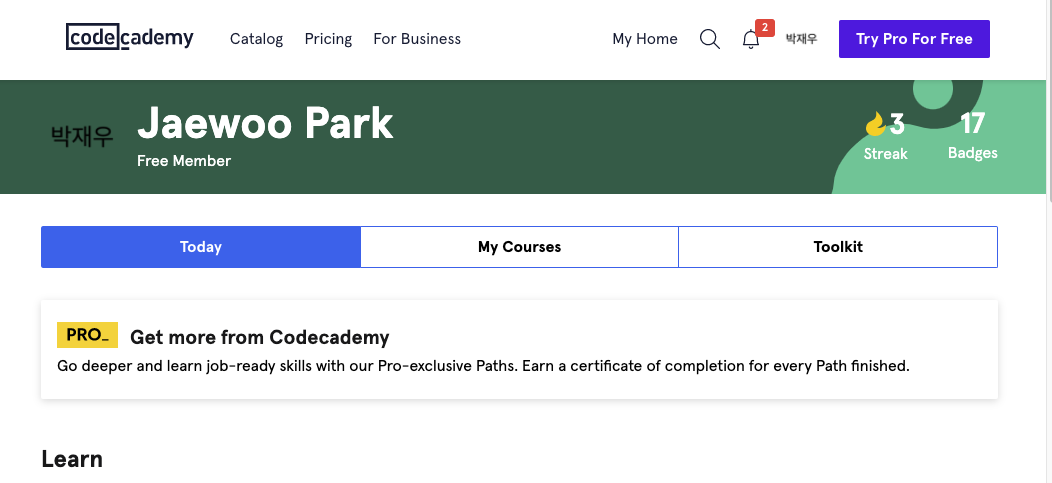 codecademy Catalog Pricing For Business My Home 2 박재우 Try Pro For Free
박재우 Jaewoo Park
Free Member
3 Streak
17 Badges
Today My Courses Toolkit
PRO_ Get more from Codecademy
Go deeper and learn job-ready skills with our Pro-exclusive Paths. Earn a certificate of completion for every Path finished.
Learn